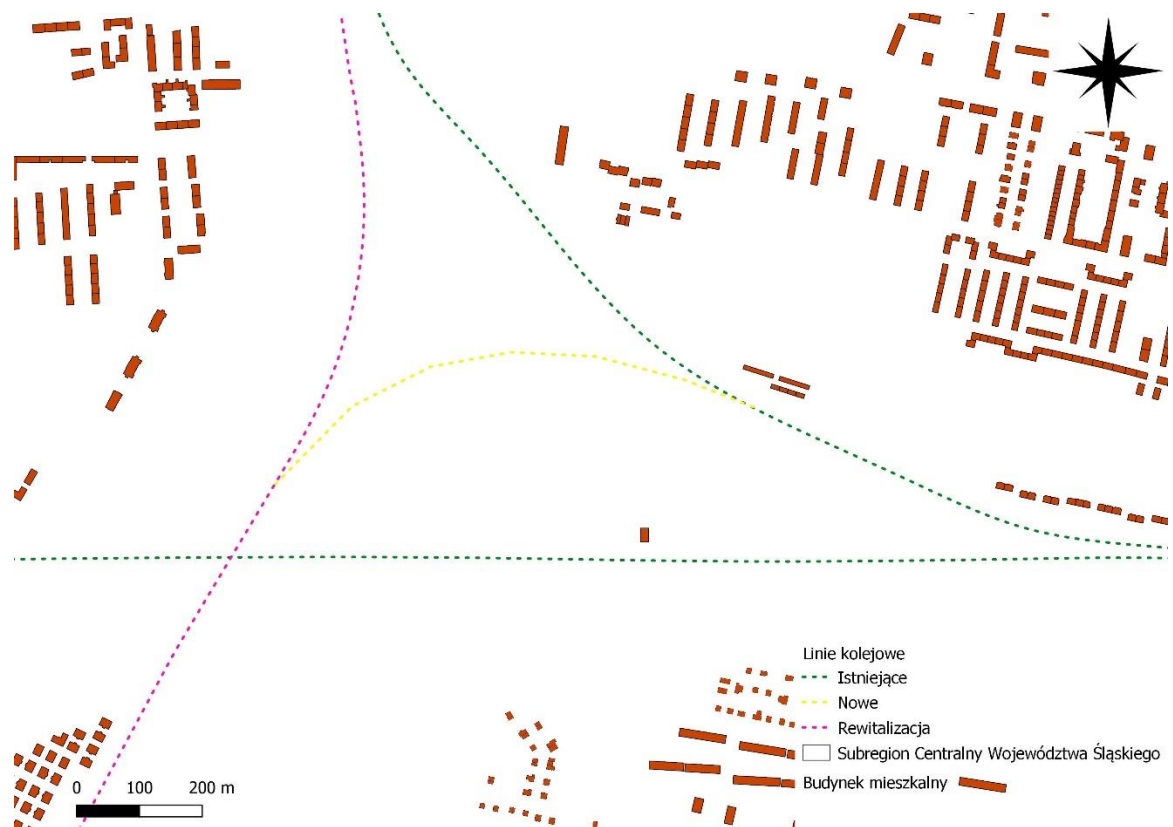 Linie kolejowe
Istniejące
Nowe
Rewitalizacja
Subregion Centralny Województwa Śląskiego
Budynek mieszkalny
0 100 200 m